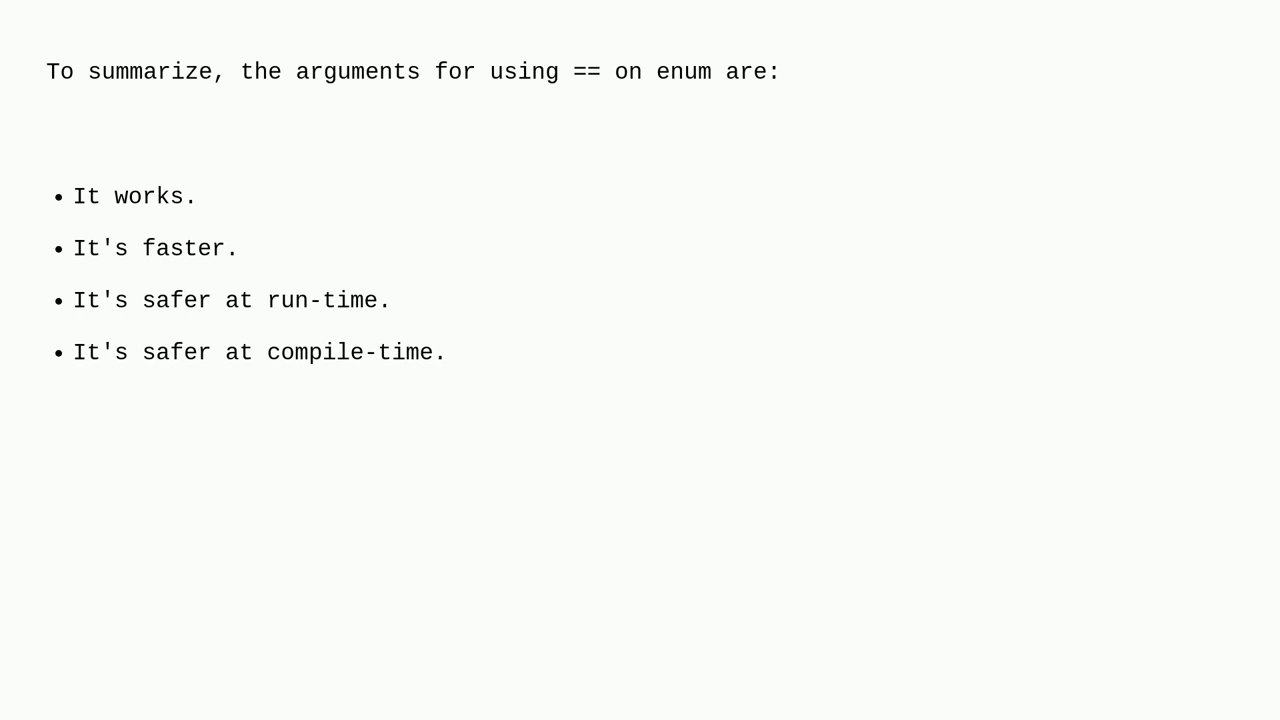 To summarize, the arguments for using == on enum are:
• It works.
• It's faster.
• It's safer at run-time.
• It's safer at compile-time.